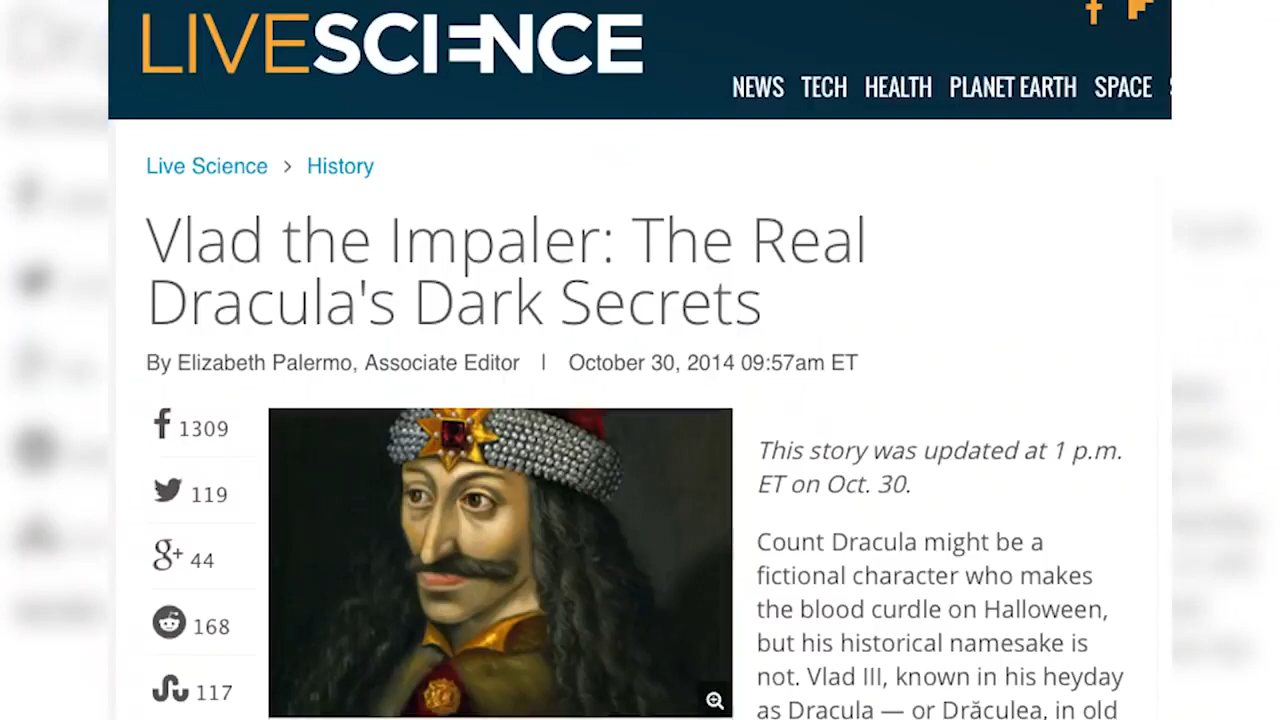 LIVESCIENCE
NEWS TECH HEALTH PLANET EARTH SPACE
Live Science > History
Vlad the Impaler: The Real
Dracula's Dark Secrets
By Elizabeth Palermo, Associate Editor | October 30, 2014 09:57am ET
1309
119
g+ 44
168
117
This story was updated at 1 p.m.
ET on Oct. 30.
Count Dracula might be a
fictional character who makes
the blood curdle on Halloween,
but his historical namesake is
not. Vlad III, known in his heyday
as Dracula — or Drăculea, in old